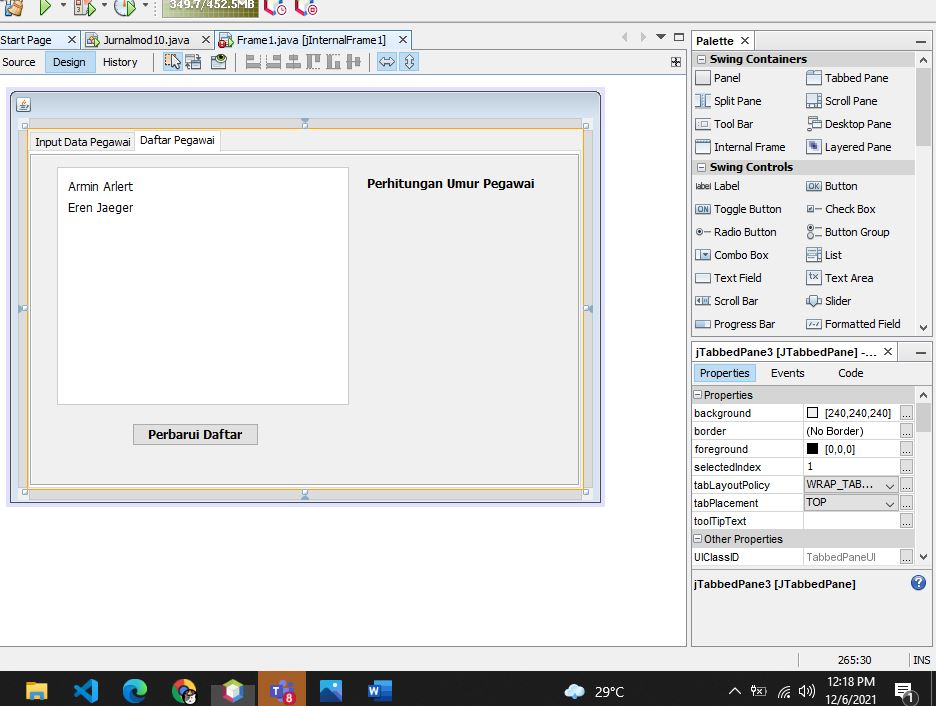 349.7/452.5MB
Start Page
Jurnalmod10.java
Frame1.java [JInternalFrame1]
Source
Design
History
Input Data Pegawai
Daftar Pegawai
Armin Arlert
Eren Jaeger
Perhitungan Umur Pegawai
Perbarui Daftar
Palette
Swing Containers
Panel
Tabbed Pane
Split Pane
Scroll Pane
Tool Bar
Desktop Pane
Internal Frame
Layered Pane
Swing Controls
label Label
OK Button
ON Toggle Button
Check Box
Radio Button
Button Group
Combo Box
List
Text Field
tx Text Area
Scroll Bar
Slider
Progress Bar
Formatted Field
jTabbedPane3 [JTabbedPane] -...
Properties
Events
Code
Properties
background [240,240,240] ...
border (No Border) ...
foreground [0,0,0] ...
selectedIndex 1 ...
tabLayoutPolicy WRAP_TAB... ...
tabPlacement TOP ...
toolTipText ...
Other Properties
UIClassID TabbedPaneUI ...
jTabbedPane3 [JTabbedPane]
?
265:30
INS
T
8
W
29°C
12:18 PM
12/6/2021
1